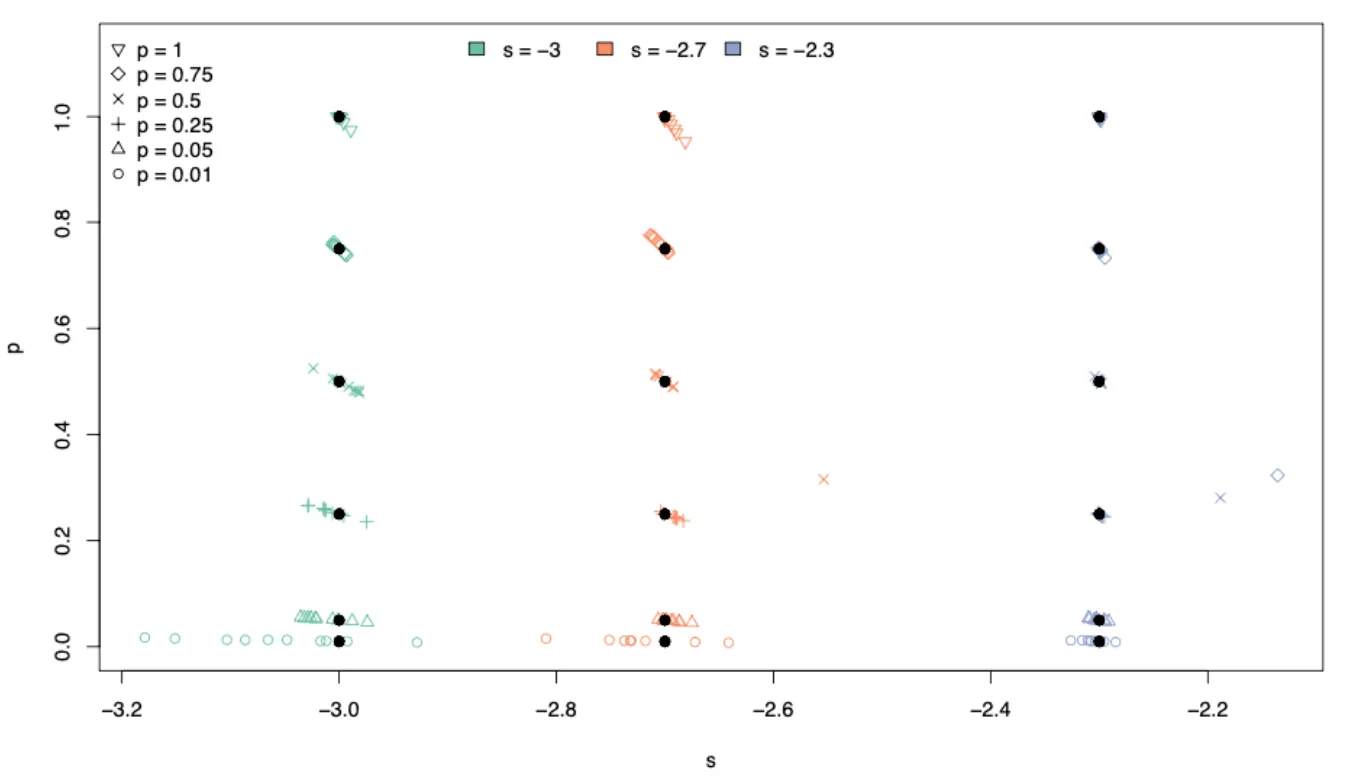 p = 1
p = 0.75
p = 0.5
p = 0.25
p = 0.05
p = 0.01
s = −3 s = −2.7 s = −2.3
1.0
0.8
0.6
0.4
0.2
0.0
p
−3.2 −3.0 −2.8 −2.6 −2.4 −2.2
s